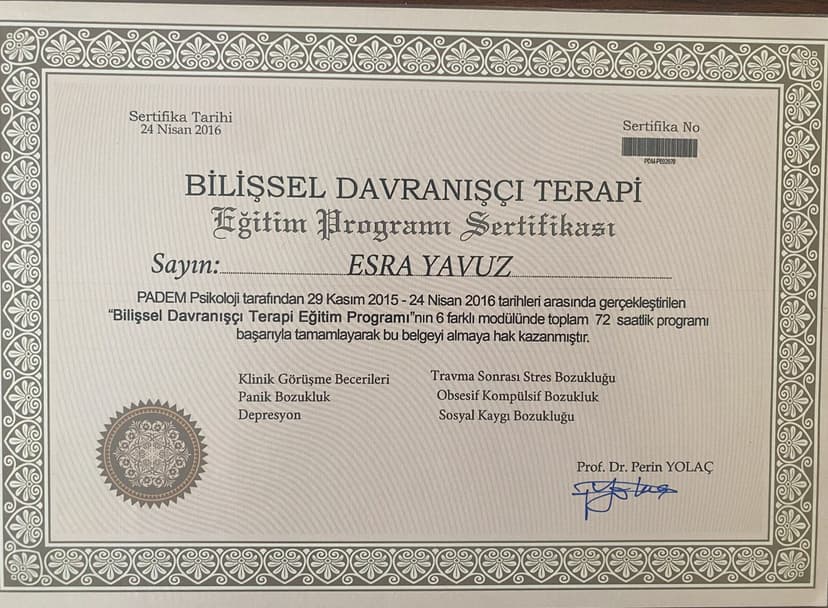 Sertifika Tarihi
24 Nisan 2016
Sertifika No
BİLİŞSEL DAVRANIŞÇI TERAPİ
Eğitim Programı Sertifikası
Sayın: ESRA YAVUZ
PADEM Psikoloji tarafından 29 Kasım 2015 - 24 Nisan 2016 tarihleri arasında gerçekleştirilen
“Bilişsel Davranışçı Terapi Eğitim Programı”nın 6 farklı modülünde toplam 72 saatlik programı
başarıyla tamamlayarak bu belgeyi almaya hak kazanmıştır.
Klinik Görüşme Becerileri
Panik Bozukluk
Depresyon
Travma Sonrası Stres Bozukluğu
Obsesif Kompülsif Bozukluk
Sosyal Kaygı Bozukluğu
Prof. Dr. Perin YOLAÇ